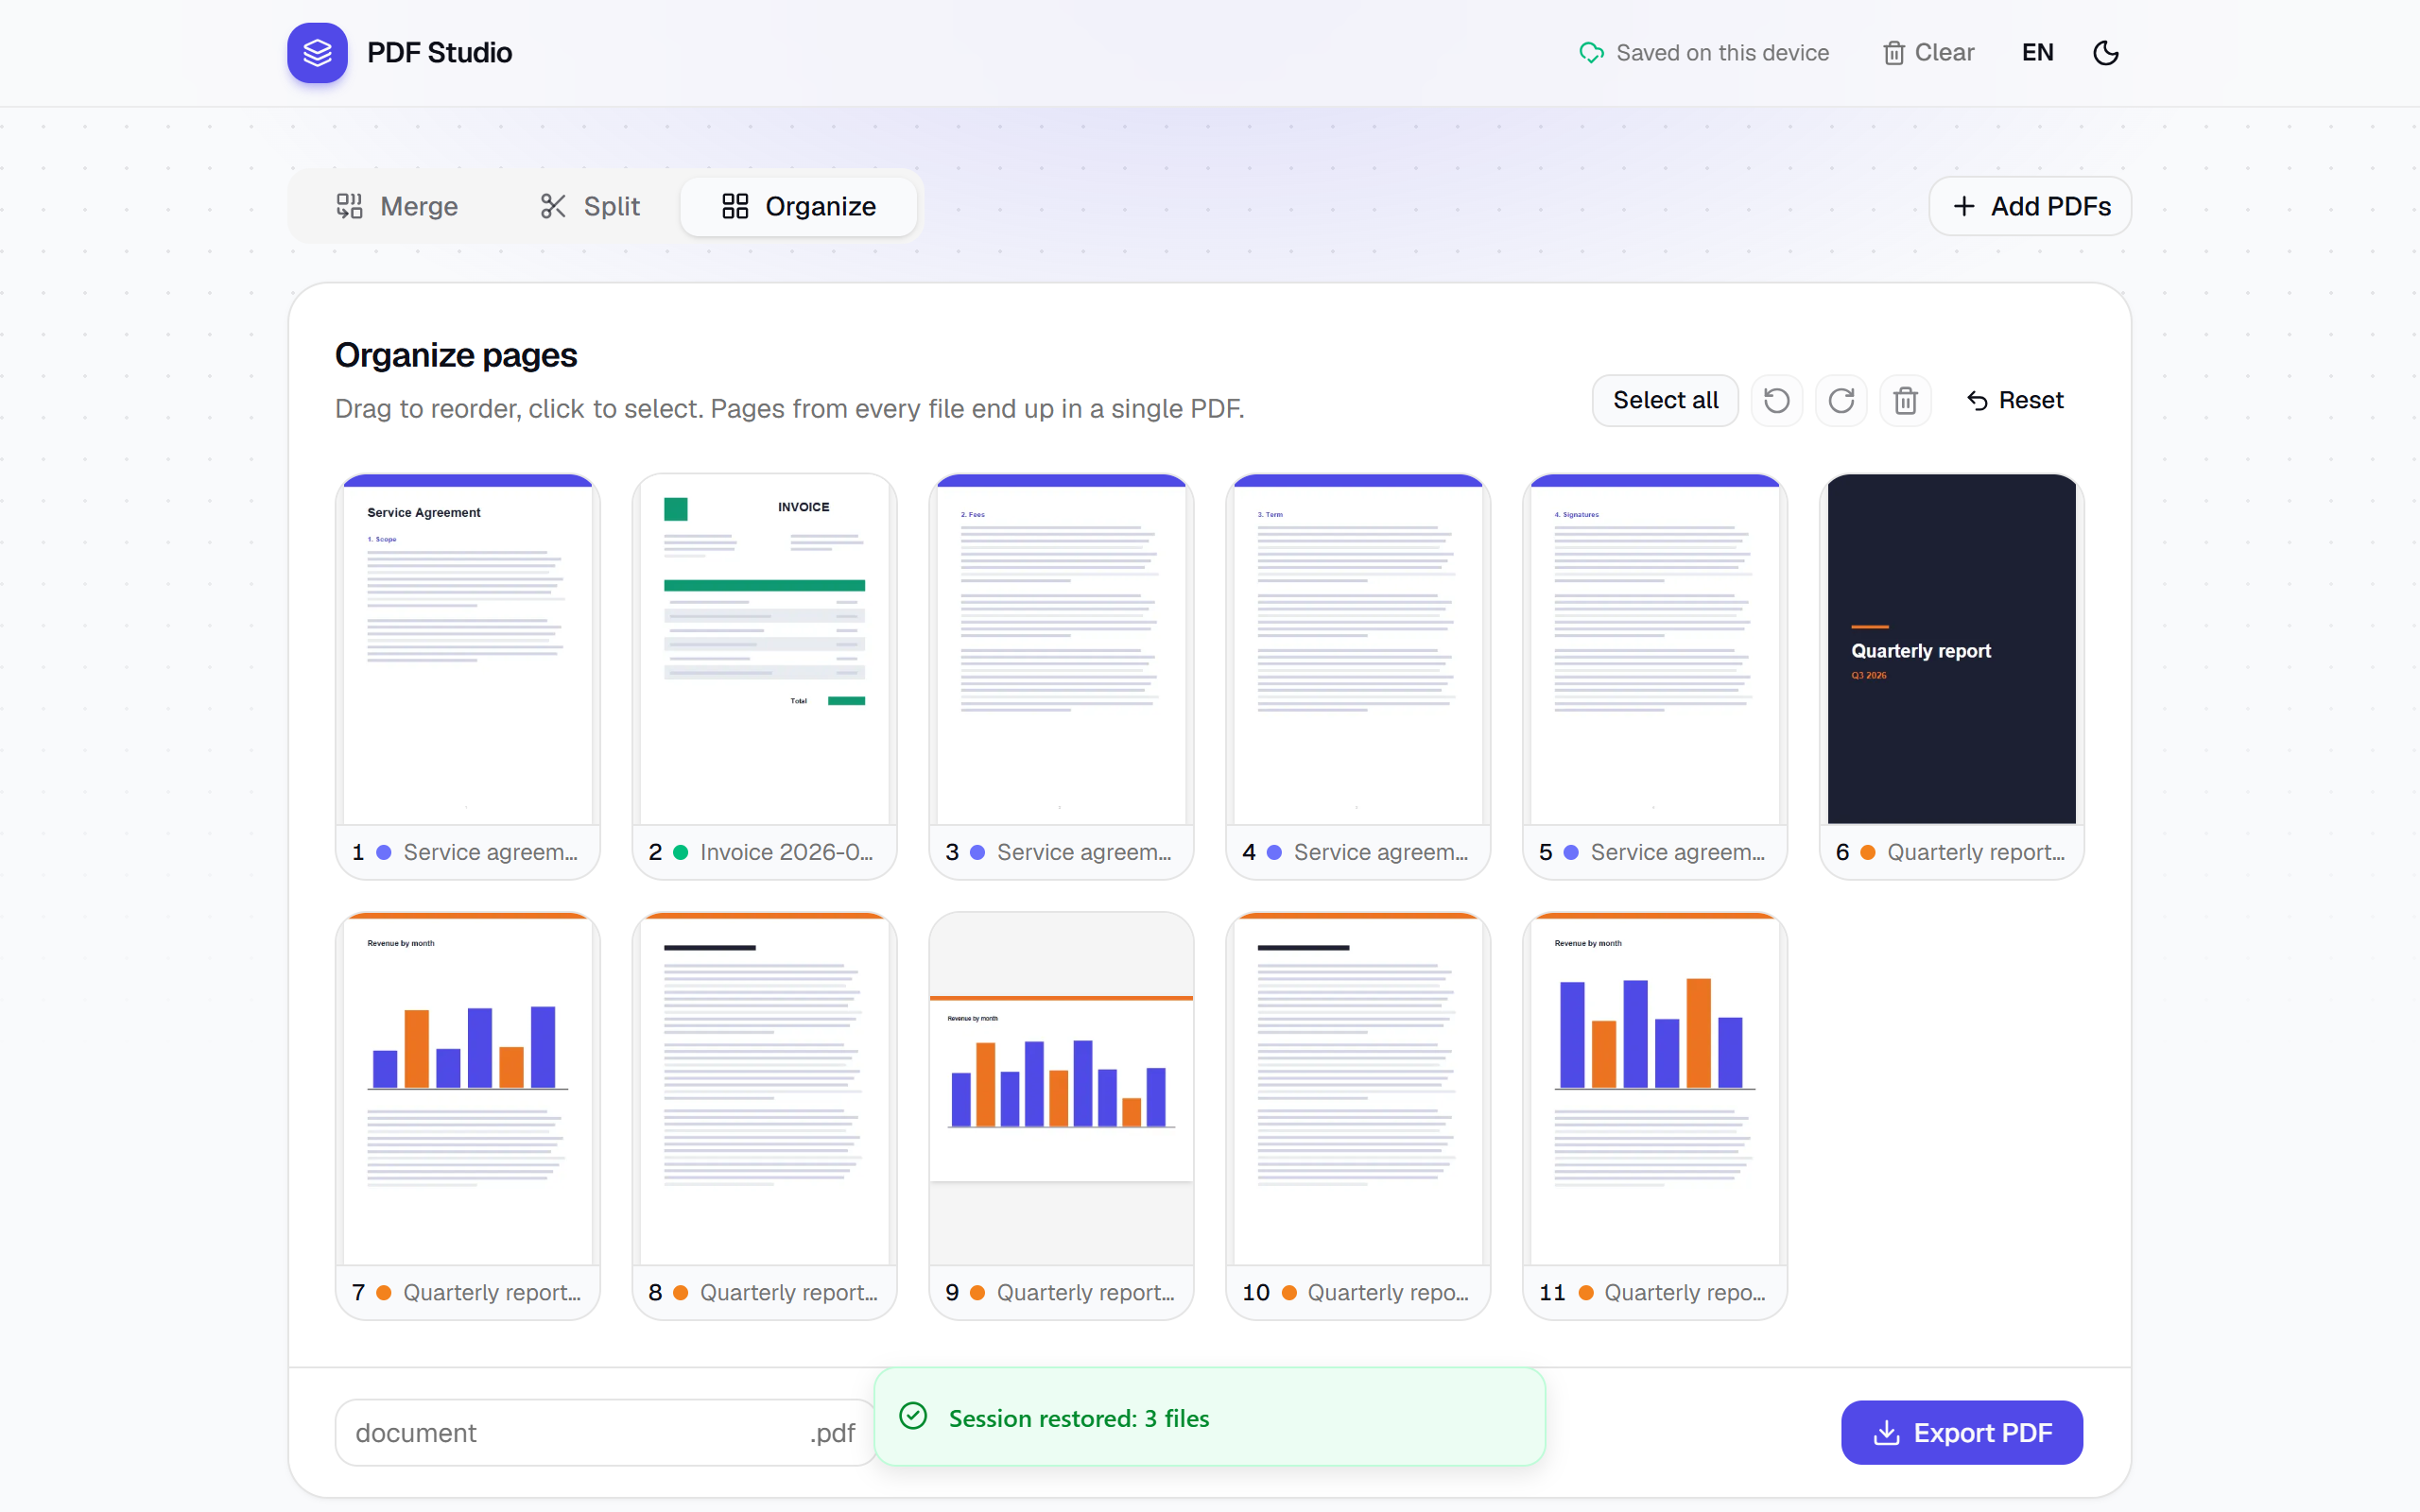 PDF Studio
Saved on this device
Clear
EN
Merge
Split
Organize
Add PDFs
Organize pages
Drag to reorder, click to select. Pages from every file end up in a single PDF.
Select all
Reset
Service Agreement
1. Scope
1 Service agreem...
INVOICE
Total
2 Invoice 2026-0...
2. Fees
3 Service agreem...
3. Term
4 Service agreem...
4. Signatures
5 Service agreem...
Quarterly report
Q3 2026
6 Quarterly report...
Revenue by month
7 Quarterly report...
8 Quarterly report...
Revenue by month
9 Quarterly report...
10 Quarterly repo...
Revenue by month
11 Quarterly repo...
document .pdf
Session restored: 3 files
Export PDF